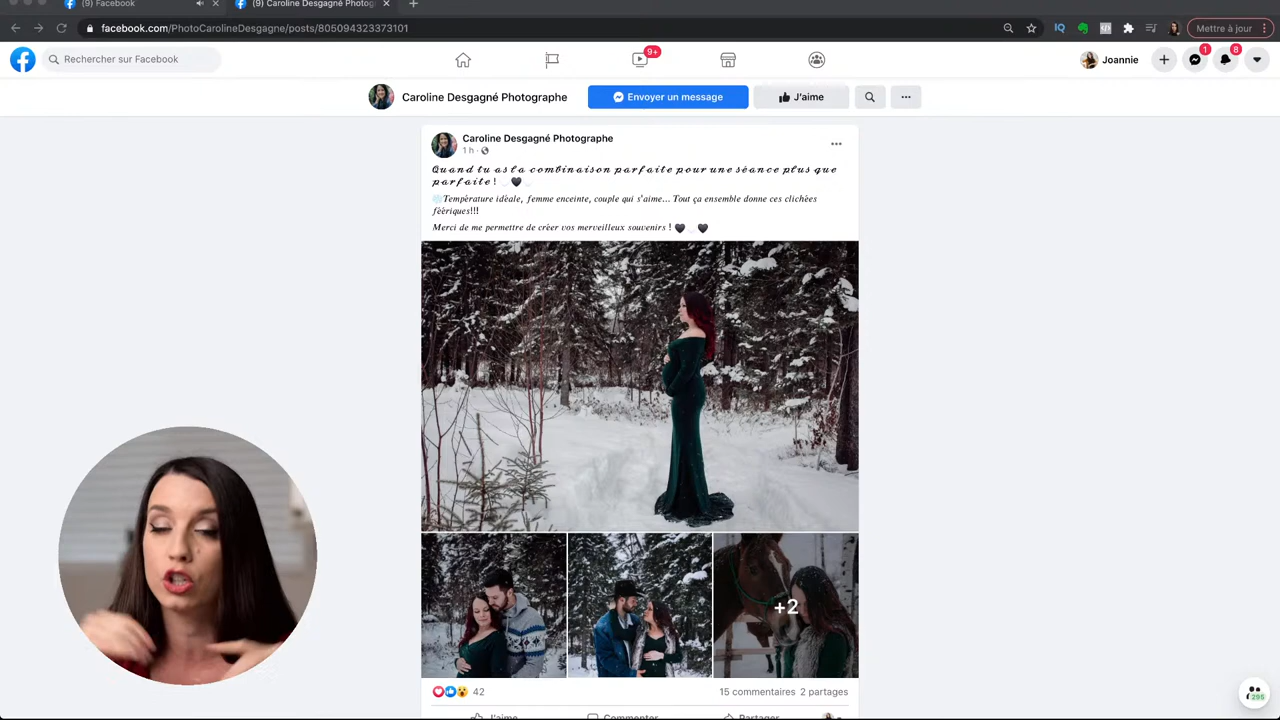 (9) Facebook
(9) Caroline Desgagné Photog
facebook.com/PhotoCarolineDesgagne/posts/805094323373101
Mettre à jour
Rechercher sur Facebook
9+
Joannie
1
8
Caroline Desgagné Photographe
Envoyer un message
J'aime
Caroline Desgagné Photographe
1 h
Quand tu as la combinaison parfaite pour une séance plus que
parfaite !
Température idéale, femme enceinte, couple qui s'aime... Tout ça ensemble donne ces clichées
féériques!!!
Merci de me permettre de créer vos merveilleux souvenirs !
+2
42
15 commentaires 2 partages
J'aime
Commenter
Partager
295